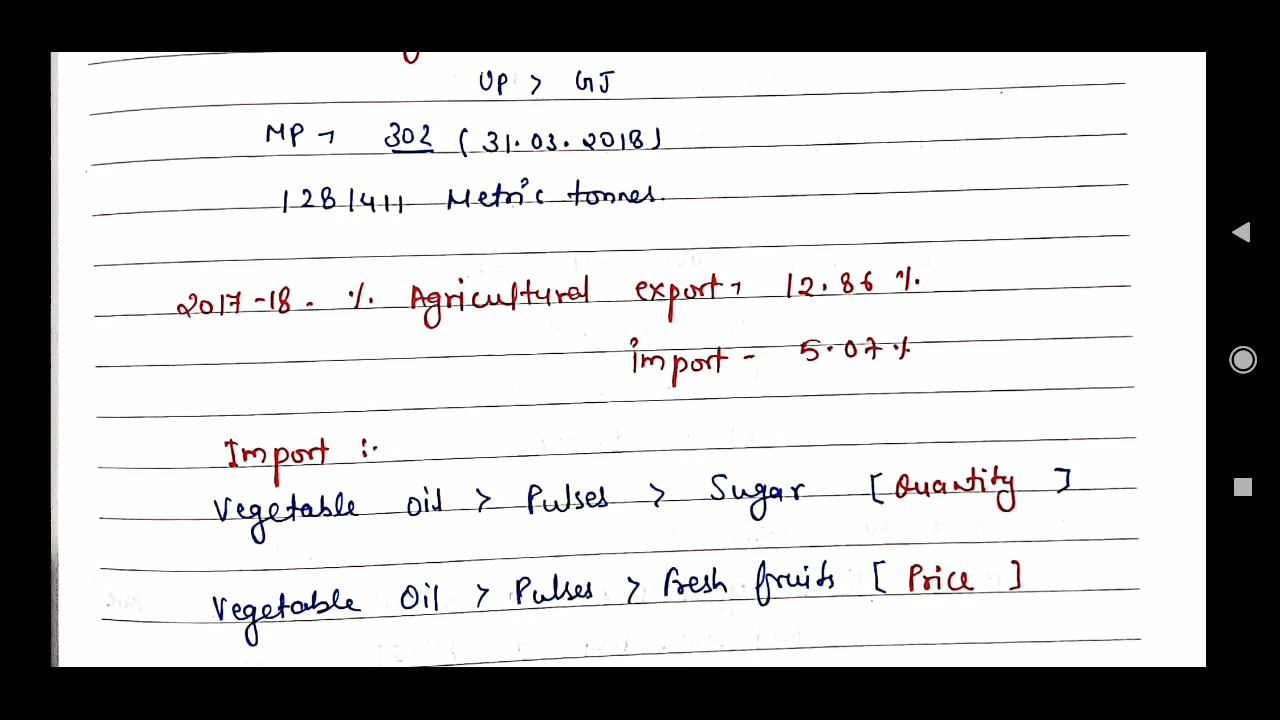 UP > GJ
MP → 302 (31.03.2018)
1281411 Metric tonnes.
2017-18 - % Agricultural export → 12.86 %
import - 5.07 %
Import :-
Vegetable oil > Pulses > Sugar [Quantity]
Vegetable Oil > Pulses > Fresh fruits [Price]